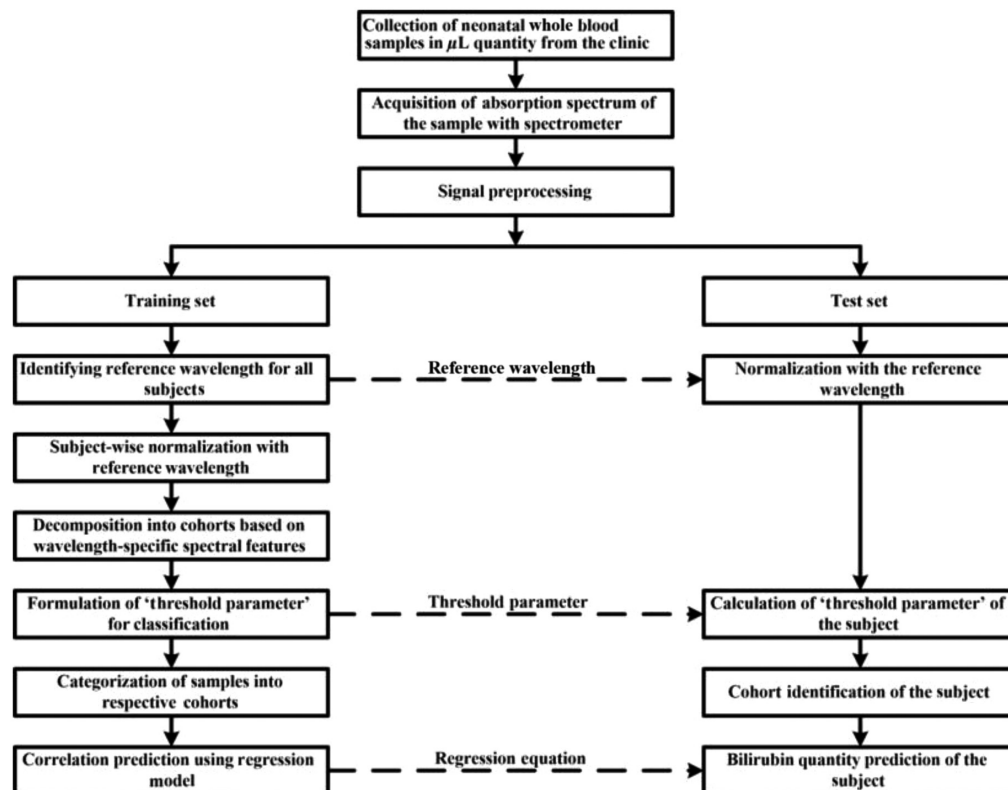 Collection of neonatal whole blood
samples in µL quantity from the clinic
Acquisition of absorption spectrum of
the sample with spectrometer
Signal preprocessing
Training set
Test set
Identifying reference wavelength for all
subjects
Reference wavelength
Normalization with the reference
wavelength
Subject-wise normalization with
reference wavelength
Decomposition into cohorts based on
wavelength-specific spectral features
Formulation of ‘threshold parameter’
for classification
Threshold parameter
Calculation of ‘threshold parameter’ of
the subject
Categorization of samples into
respective cohorts
Cohort identification of the subject
Correlation prediction using regression
model
Regression equation
Bilirubin quantity prediction of the
subject